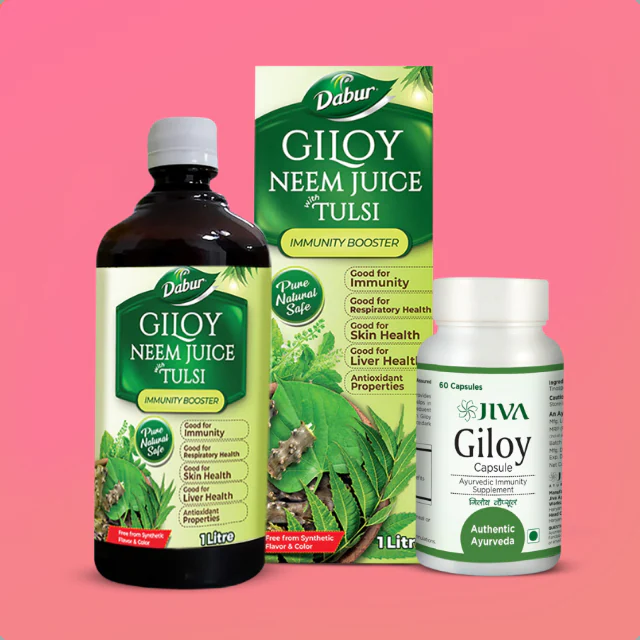 Dabur
GILOY
NEEM JUICE
with
TULSI
IMMUNITY BOOSTER
Pure
Natural
Safe
Good for
Immunity
Good for
Respiratory Health
Good for
Skin Health
Good for
Liver Health
Antioxidant
Properties
Free from Synthetic
Flavor & Color
1 Litre
Dabur
GILOY
NEEM JUICE
with
TULSI
IMMUNITY BOOSTER
Pure
Natural
Safe
Good for
Immunity
Good for
Respiratory Health
Good for
Skin Health
Good for
Liver Health
Antioxidant
Properties
Free from Synthetic
Flavor & Color
1 Litr
60 Capsules
JIVA
Giloy
Capsule
Ayurvedic Immunity
Supplement
Authentic
Ayurveda